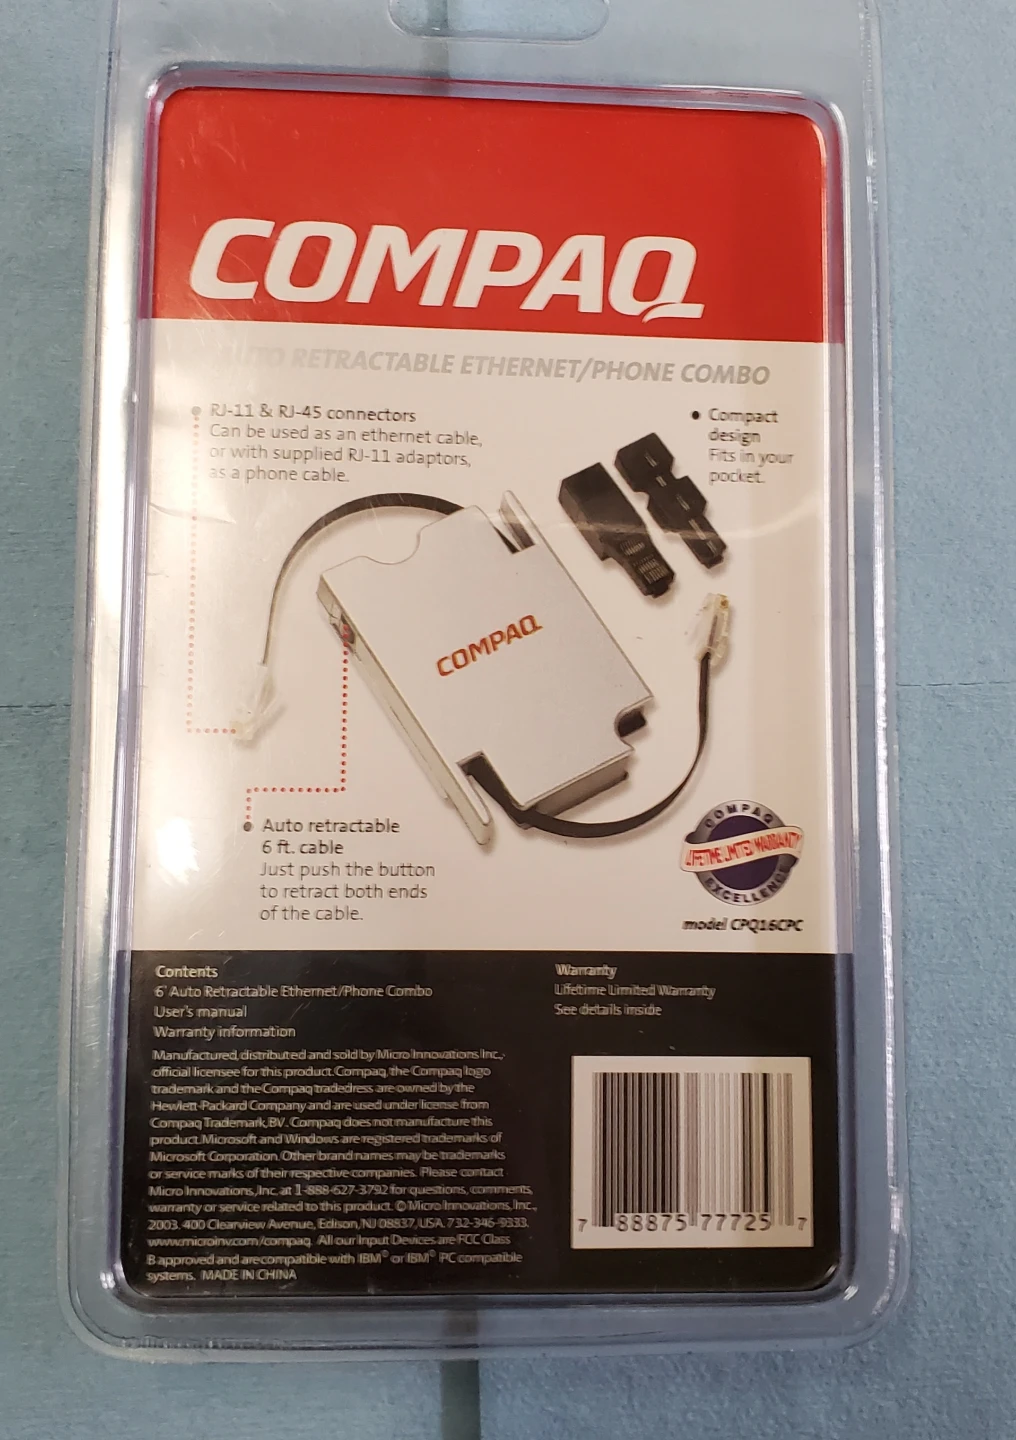 COMPAQ
AUTO RETRACTABLE ETHERNET/PHONE COMBO
RJ-11 & RJ-45 connectors
Can be used as an ethernet cable,
or with supplied RJ-11 adaptors,
as a phone cable.
Compact
design
Fits in your
pocket.
COMPAQ
Auto retractable
6 ft. cable
Just push the button
to retract both ends
of the cable.
COMPAQ
LIFETIME LIMITED WARRANTY
EXCELLENCE
model CPQ16CPC
Contents
6' Auto Retractable Ethernet/Phone Combo
User's manual
Warranty information
Warranty
Lifetime Limited Warranty
See details inside
Manufactured, distributed and sold by Micro Innovations Inc.,
official licensee for this product. Compaq, the Compaq logo
trademark and the Compaq tradedress are owned by the
Hewlett-Packard Company and are used under license from
Compaq Trademark, BV. Compaq does not manufacture this
product. Microsoft and Windows are registered trademarks of
Microsoft Corporation. Other brand names may be trademarks
or service marks of their respective companies. Please contact
Micro Innovations, Inc. at 1-888-627-3792 for questions, comments,
warranty or service related to this product. © Micro Innovations, Inc.,
2003. 400 Clearview Avenue, Edison, NJ 08837, USA. 732-346-9333.
www.microinv.com/compaq. All our Input Devices are FCC Class
B approved and are compatible with IBM® or IBM® PC compatible
systems. MADE IN CHINA
7 88875 77725 7